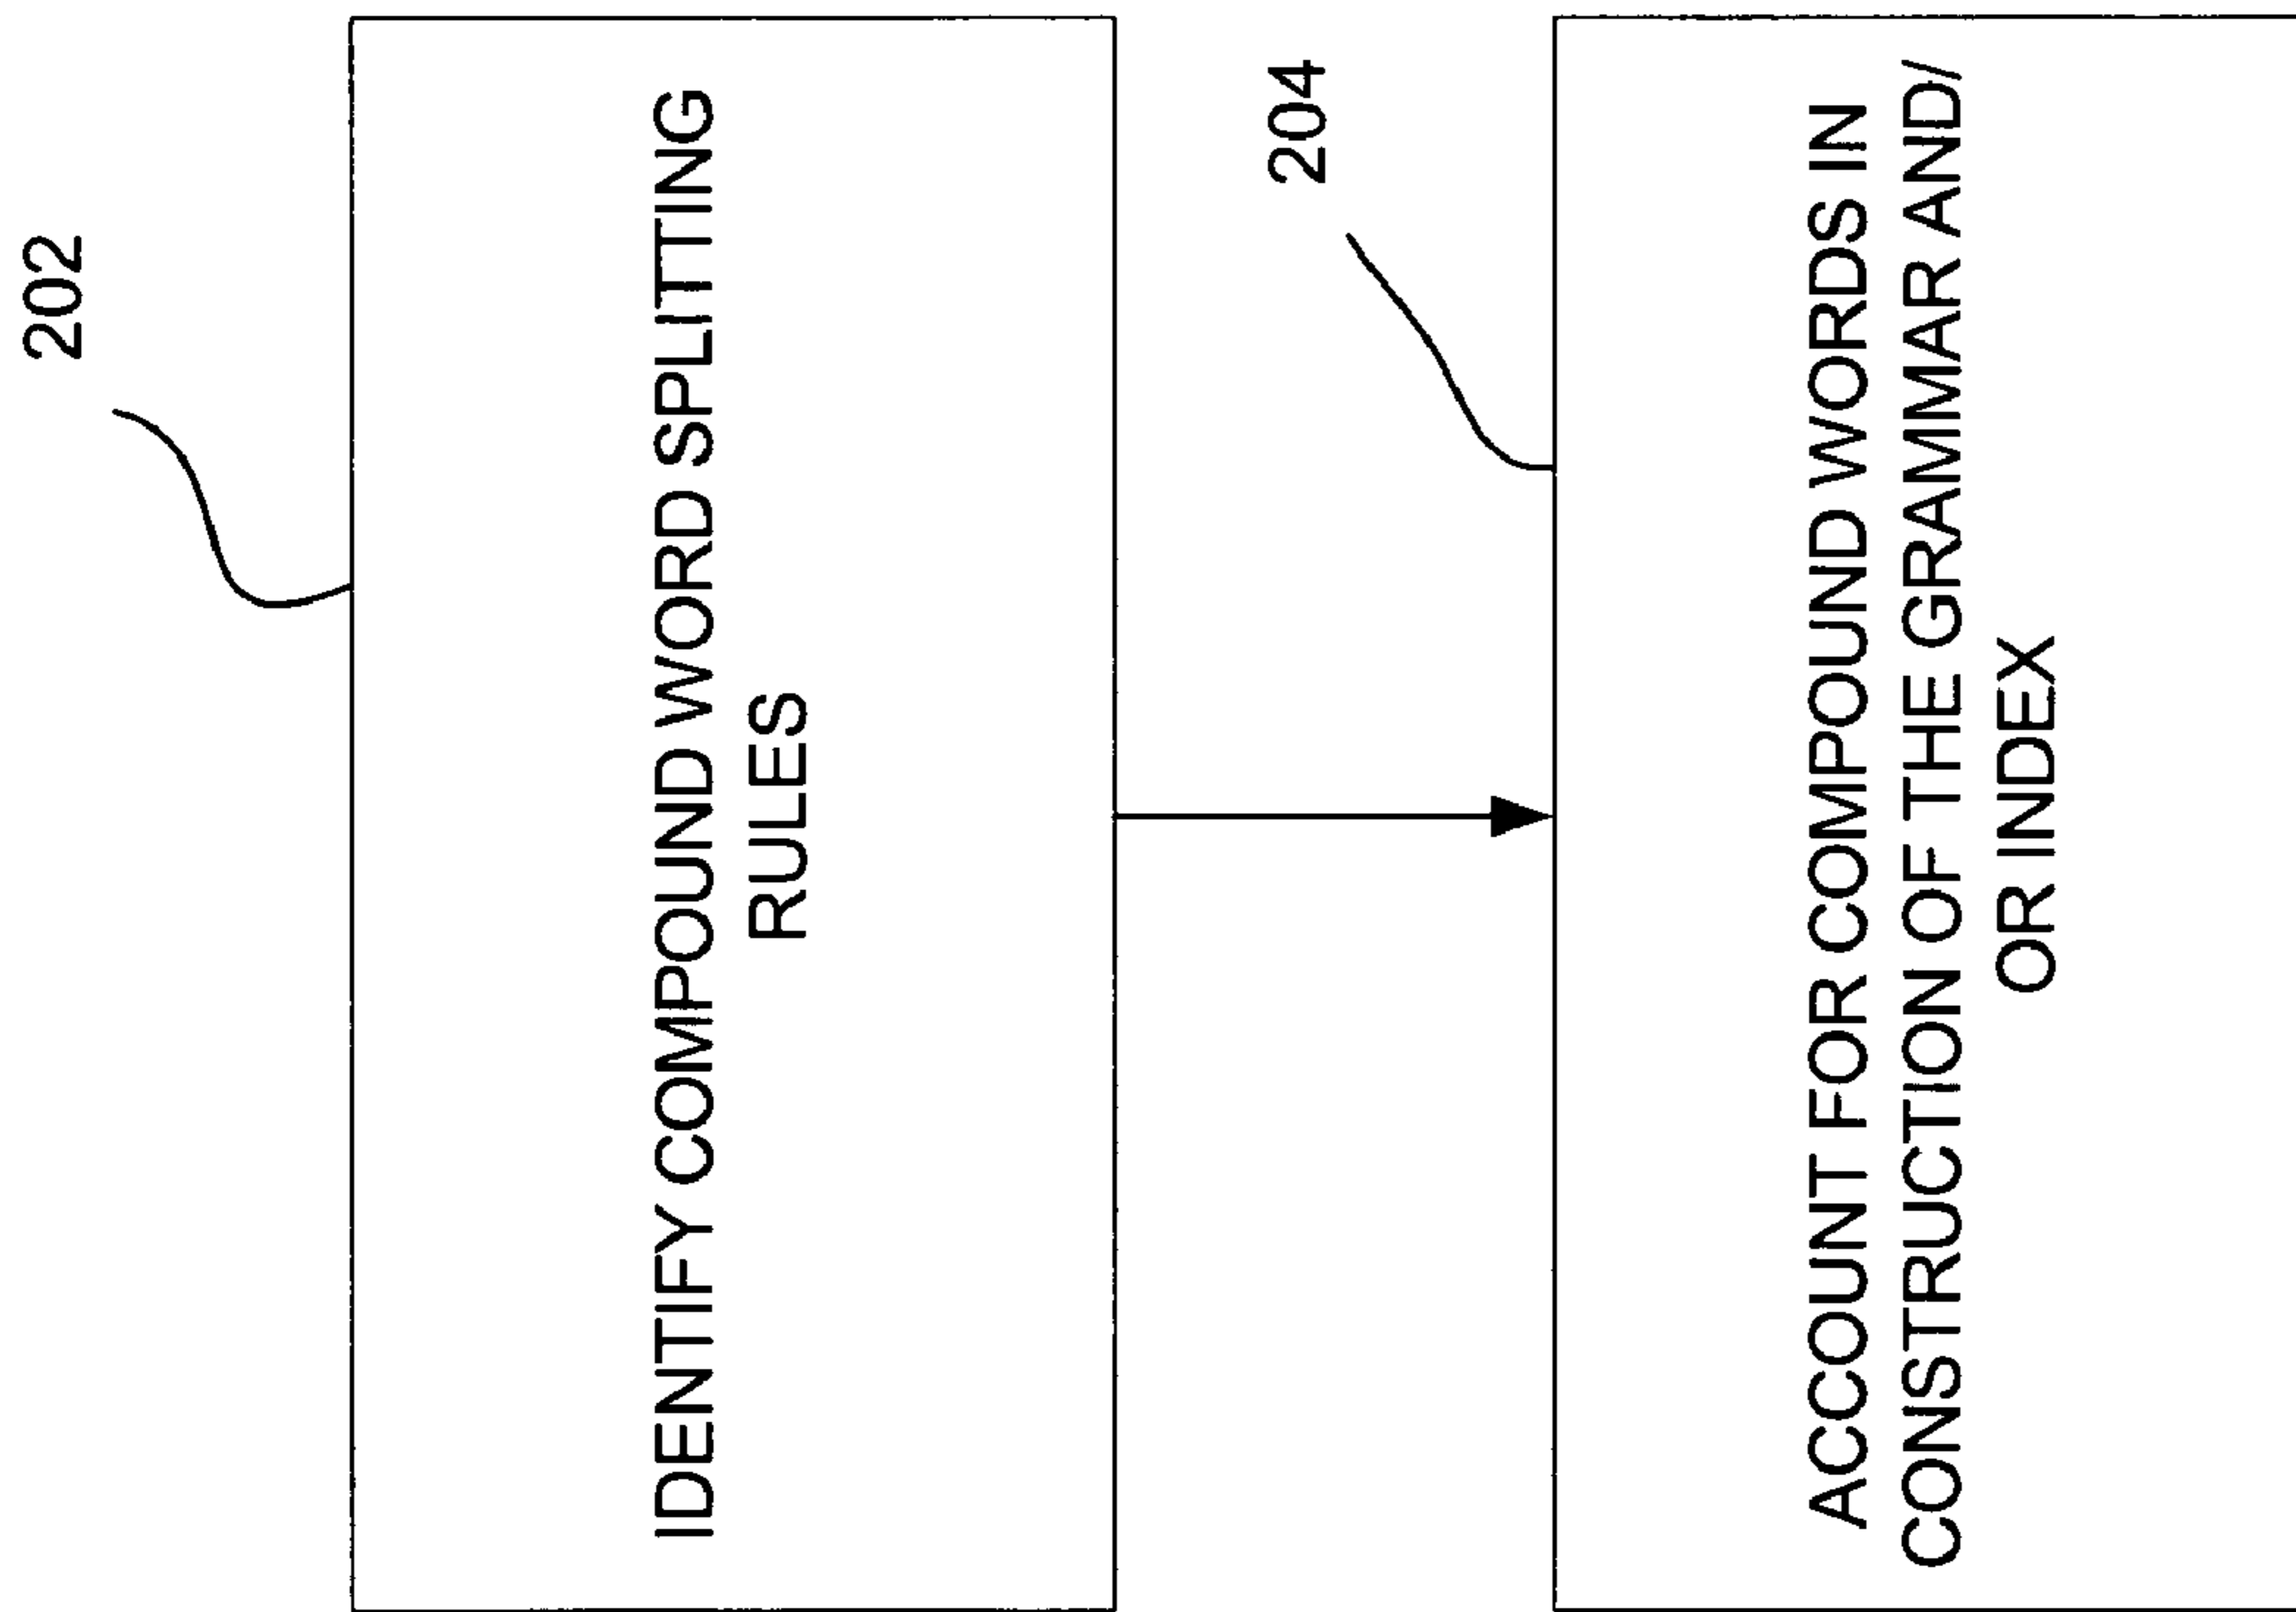 202
IDENTIFY COMPOUND WORD SPLITTING
RULES
204
ACCOUNT FOR COMPOUND WORDS IN
CONSTRUCTION OF THE GRAMMAR AND/
OR INDEX